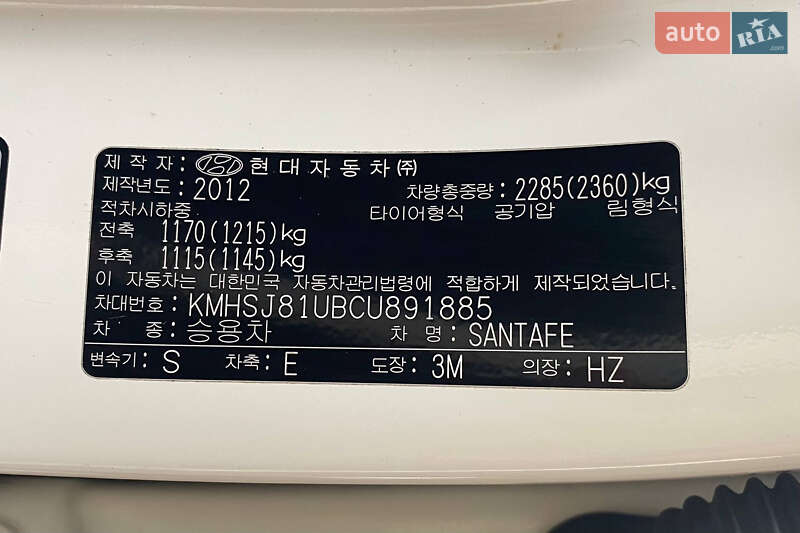 auto RIA .com
제 작 자 : 현대자동차㈜
제작년도 : 2012 차량총중량 : 2285(2360)kg
적차시하중 타이어형식 공기압 림형식
전축 1170(1215)kg
후축 1115(1145)kg
이 자동차는 대한민국 자동차관리법령에 적합하게 제작되었습니다.
차대번호 : KMHSJ81UBCU891885
차 종 : 승용차 차 명 : SANTAFE
변속기 : S 차축 : E 도장 : 3M 의장 : HZ